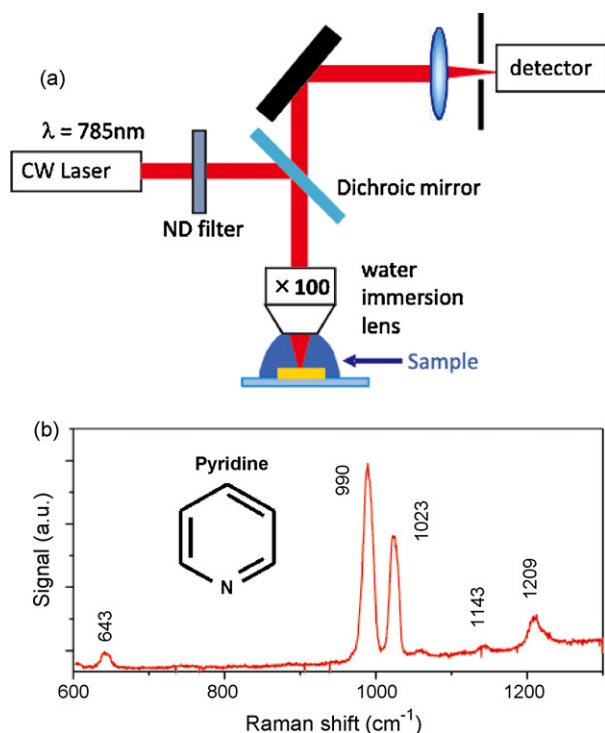 (a)
λ = 785nm
CW Laser
ND filter
Dichroic mirror
detector
× 100
water
immersion
lens
Sample
(b)
Pyridine
N
643
990
1023
1143
1209
Signal (a.u.)
600
800
1000
1200
Raman shift (cm⁻¹)